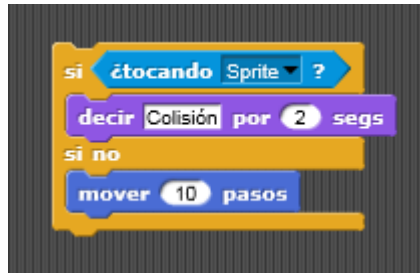 si ¿tocando Sprite ?
decir Colisión por 2 segs
si no
mover 10 pasos